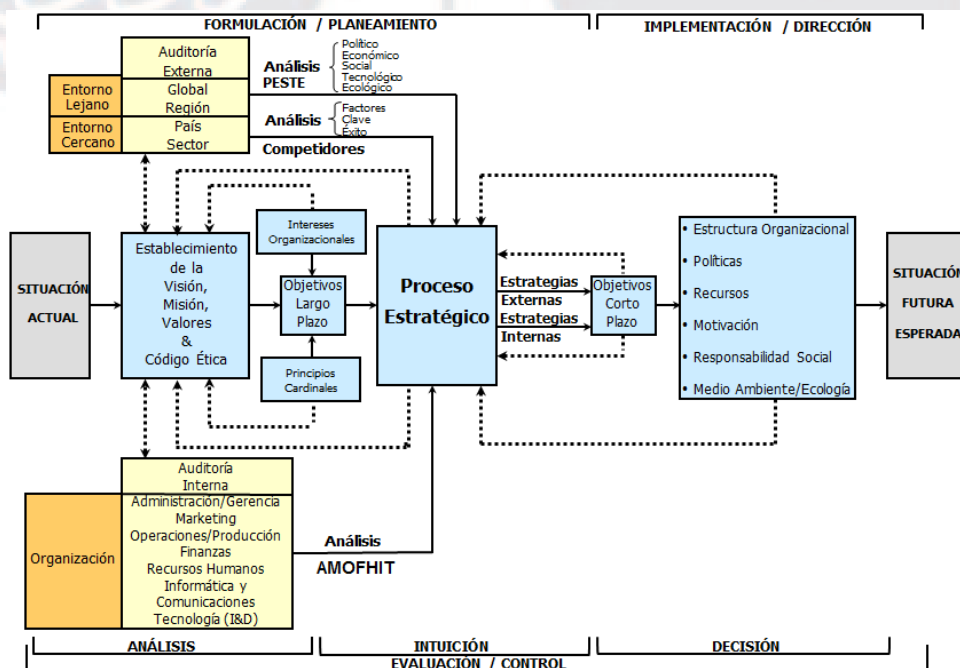 FORMULACIÓN / PLANEAMIENTO
IMPLEMENTACIÓN / DIRECCIÓN
Auditoría
Externa
Entorno
Lejano
Global
Región
Entorno
Cercano
País
Sector
Análisis
PESTE
Político
Económico
Social
Tecnológico
Ecológico
Análisis
Factores
Clave
Éxito
Competidores
SITUACIÓN
ACTUAL
Establecimiento
de la
Visión,
Misión,
Valores
&
Código Ética
Intereses
Organizacionales
Objetivos
Largo
Plazo
Principios
Cardinales
Proceso
Estratégico
Estrategias
Externas
Estrategias
Internas
Objetivos
Corto
Plazo
• Estructura Organizacional
• Políticas
• Recursos
• Motivación
• Responsabilidad Social
• Medio Ambiente/Ecología
SITUACIÓN
FUTURA
ESPERADA
Organización
Auditoría
Interna
Administración/Gerencia
Marketing
Operaciones/Producción
Finanzas
Recursos Humanos
Informática y
Comunicaciones
Tecnología (I&D)
Análisis
AMOFHIT
ANÁLISIS
INTUICIÓN
DECISIÓN
EVALUACIÓN / CONTROL